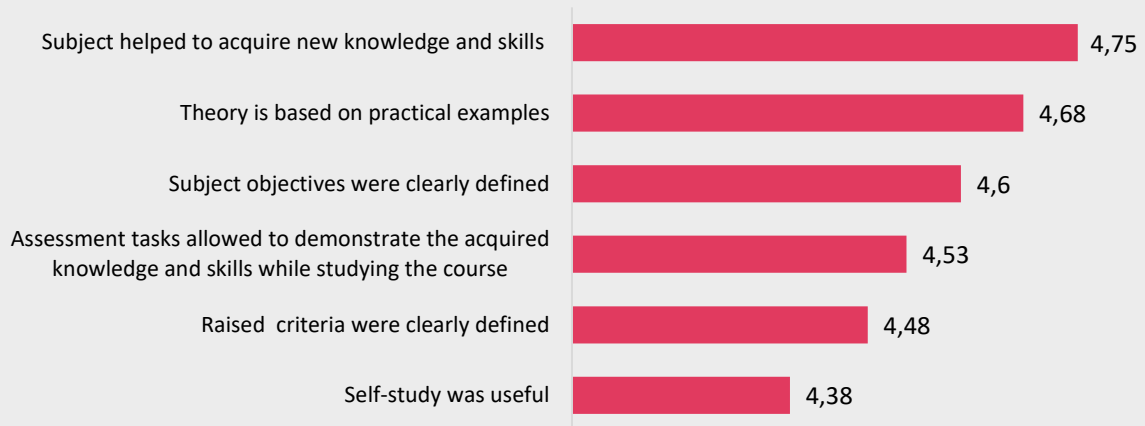 Subject helped to acquire new knowledge and skills 4,75
Theory is based on practical examples 4,68
Subject objectives were clearly defined 4,6
Assessment tasks allowed to demonstrate the acquired
knowledge and skills while studying the course 4,53
Raised criteria were clearly defined 4,48
Self-study was useful 4,38